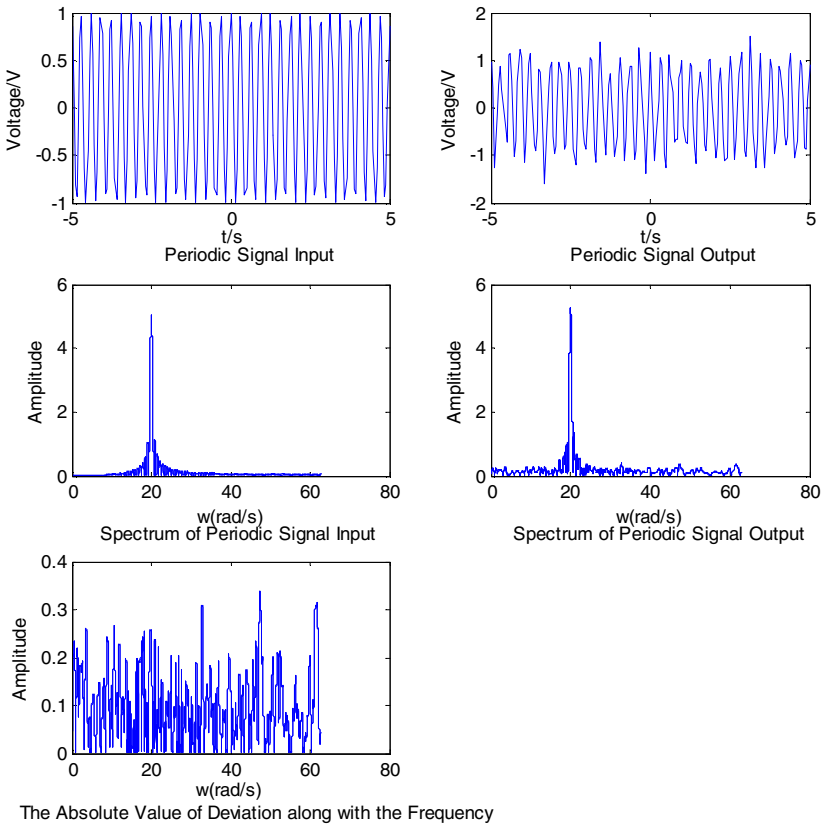 1
0.5
0
-0.5
-1
Voltage/V
-5
0
5
t/s
Periodic Signal Input
2
1
0
-1
-2
Voltage/V
-5
0
5
t/s
Periodic Signal Output
6
4
2
0
Amplitude
0
20
40
60
80
w(rad/s)
Spectrum of Periodic Signal Input
6
4
2
0
Amplitude
0
20
40
60
80
w(rad/s)
Spectrum of Periodic Signal Output
0.4
0.3
0.2
0.1
0
Amplitude
0
20
40
60
80
w(rad/s)
The Absolute Value of Deviation along with the Frequency